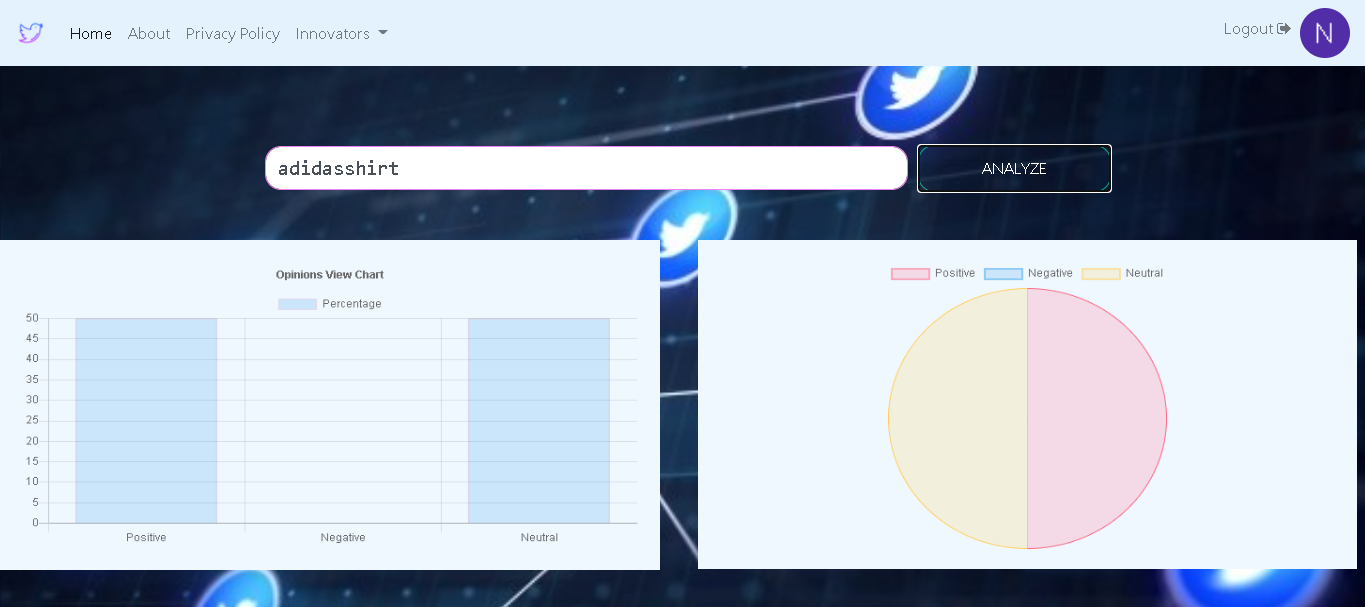 Home About Privacy Policy Innovators Logout N
adidasshirt ANALYZE
Opinions View Chart
Percentage
50
45
40
35
30
25
20
15
10
5
0
Positive Negative Neutral
Positive Negative Neutral